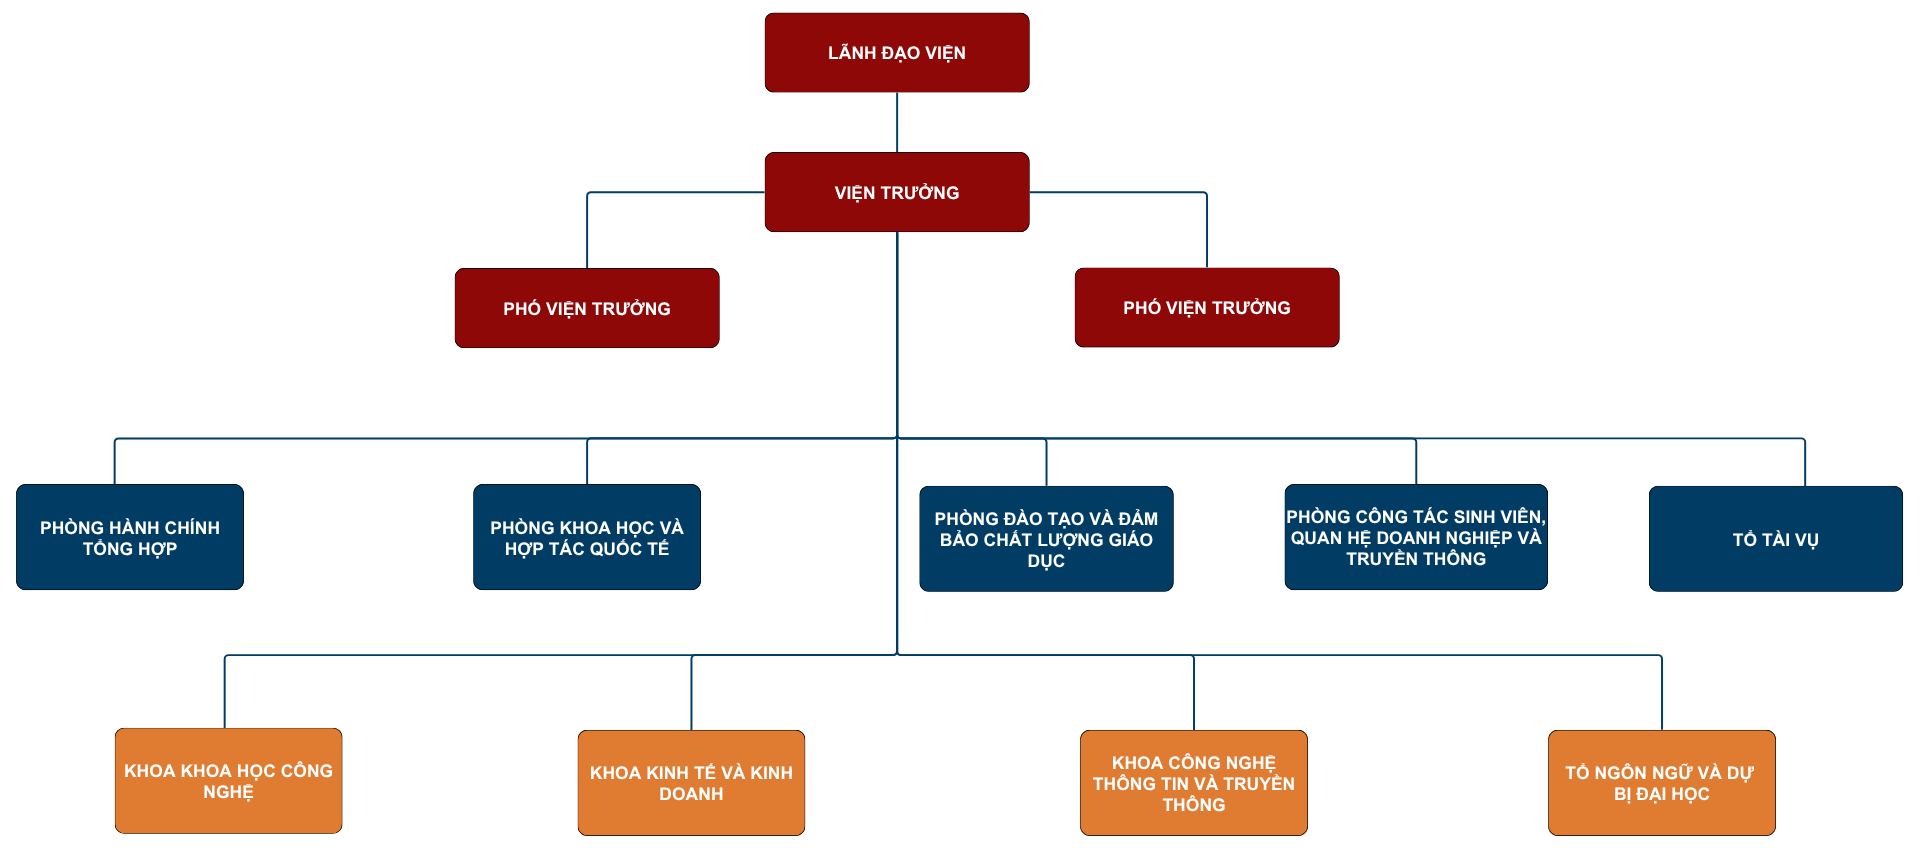 LÃNH ĐẠO VIỆN
VIỆN TRƯỞNG
PHÓ VIỆN TRƯỞNG
PHÓ VIỆN TRƯỞNG
PHÒNG HÀNH CHÍNH
TỔNG HỢP
PHÒNG KHOA HỌC VÀ
HỢP TÁC QUỐC TẾ
PHÒNG ĐÀO TẠO VÀ ĐẢM
BẢO CHẤT LƯỢNG GIÁO
DỤC
PHÒNG CÔNG TÁC SINH VIÊN,
QUAN HỆ DOANH NGHIỆP VÀ
TRUYỀN THÔNG
TỔ TÀI VỤ
KHOA KHOA HỌC CÔNG
NGHỆ
KHOA KINH TẾ VÀ KINH
DOANH
KHOA CÔNG NGHỆ
THÔNG TIN VÀ TRUYỀN
THÔNG
TỔ NGÔN NGỮ VÀ DỰ
BỊ ĐẠI HỌC